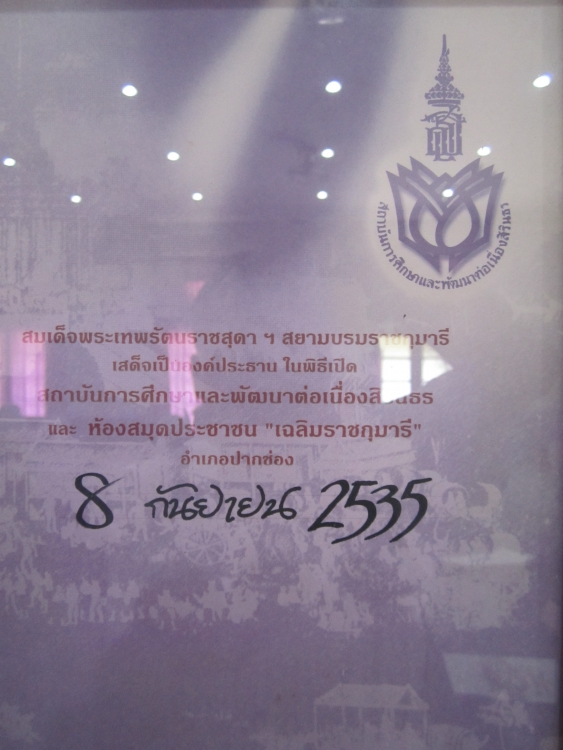 สถาบันการศึกษาและพัฒนาต่อเนื่องสิรินธร
สมเด็จพระเทพรัตนราชสุดา ฯ สยามบรมราชกุมารี
เสด็จเป็นองค์ประธาน ในพิธีเปิด
สถาบันการศึกษาและพัฒนาต่อเนื่องสิรินธร
และ ห้องสมุดประชาชน "เฉลิมราชกุมารี"
อำเภอปากช่อง
8 กันยายน 2535